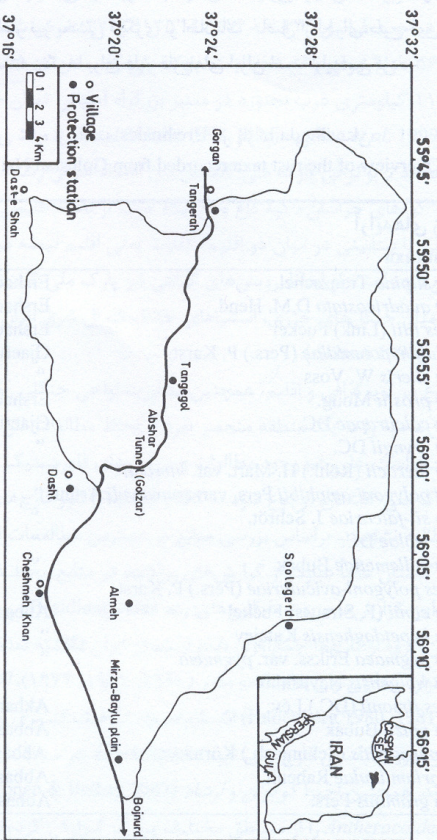 55°45'
55°50'
55°55'
56°00'
56°05'
56°10'
56°15'
37°32'
37°28'
37°24'
37°20'
37°16'
CASPIAN SEA
IRAN
PERSIAN GULF
Soolegerd
Gorgan
Tangerah
Tangegol
Abshar
Tunnel (Golzar)
Almeh
Mirza-Baylu plain
Bojnurd
Dasht
Cheshmeh Khan
Dast-e Shah
Village
Protection station
0 1 2 3 Km